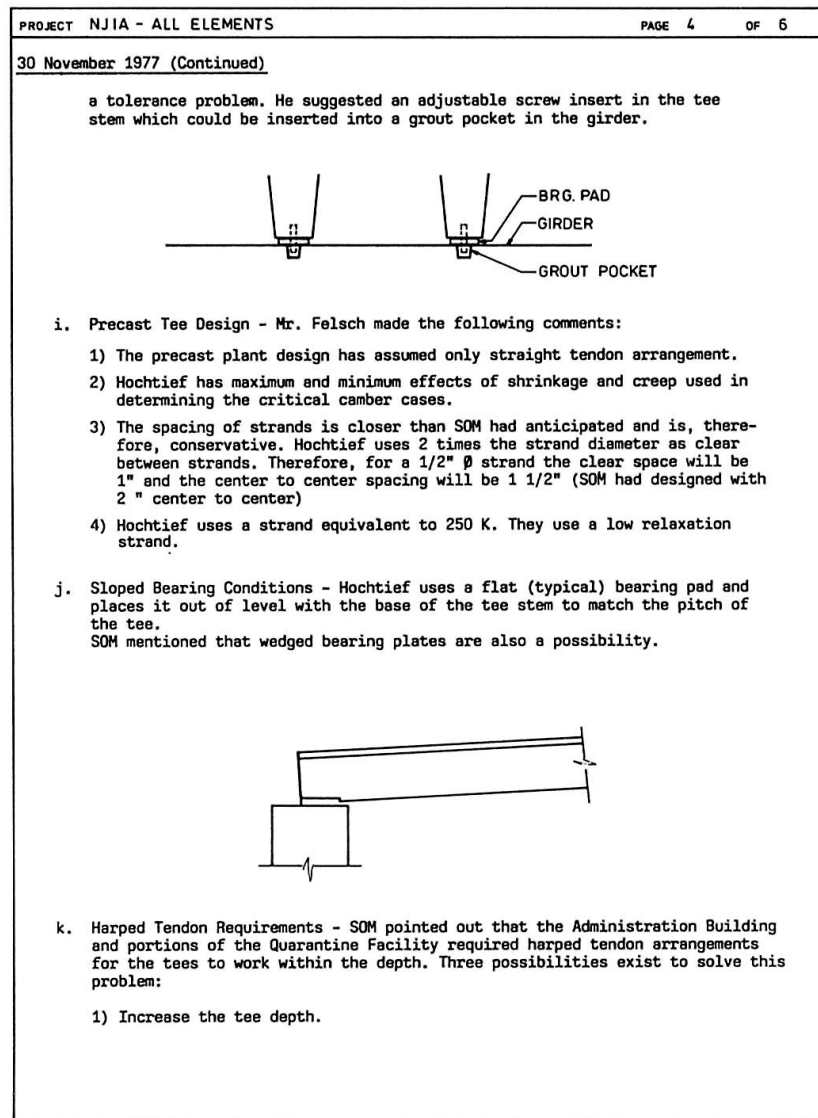 PROJECT NJIA - ALL ELEMENTS PAGE 4 OF 6
30 November 1977 (Continued)
a tolerance problem. He suggested an adjustable screw insert in the tee
stem which could be inserted into a grout pocket in the girder.
BRG. PAD
GIRDER
GROUT POCKET
i. Precast Tee Design - Mr. Felsch made the following comments:
1) The precast plant design has assumed only straight tendon arrangement.
2) Hochtief has maximum and minimum effects of shrinkage and creep used in
determining the critical camber cases.
3) The spacing of strands is closer than SOM had anticipated and is, there-
fore, conservative. Hochtief uses 2 times the strand diameter as clear
between strands. Therefore, for a 1/2" Ø strand the clear space will be
1" and the center to center spacing will be 1 1/2" (SOM had designed with
2 " center to center)
4) Hochtief uses a strand equivalent to 250 K. They use a low relaxation
strand.
j. Sloped Bearing Conditions - Hochtief uses a flat (typical) bearing pad and
places it out of level with the base of the tee stem to match the pitch of
the tee.
SOM mentioned that wedged bearing plates are also a possibility.
k. Harped Tendon Requirements - SOM pointed out that the Administration Building
and portions of the Quarantine Facility required harped tendon arrangements
for the tees to work within the depth. Three possibilities exist to solve this
problem:
1) Increase the tee depth.